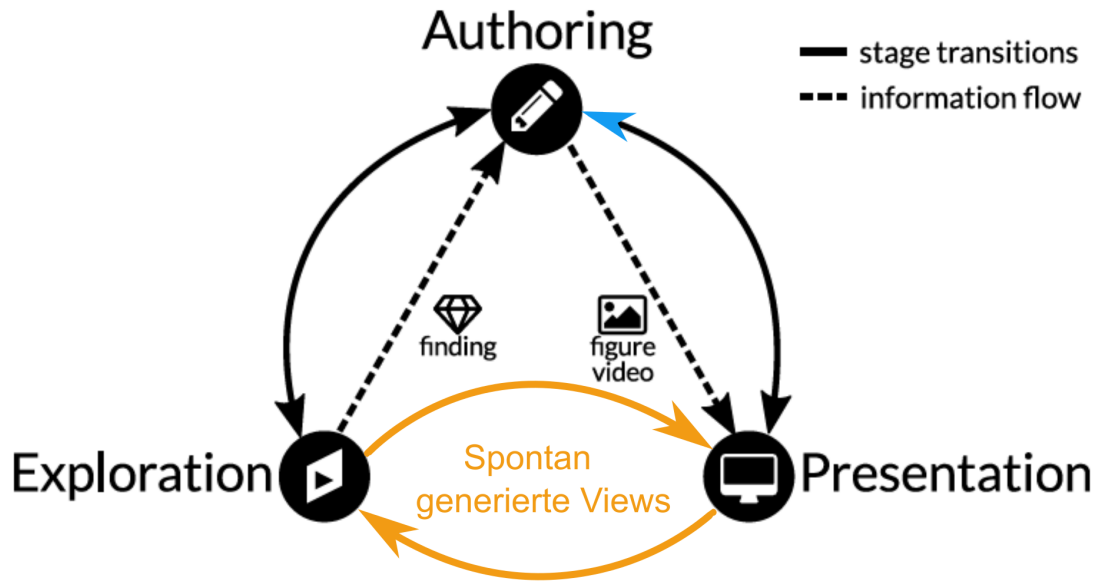 Authoring
stage transitions
information flow
finding
figure
video
Spontan
generierte Views
Exploration
Presentation